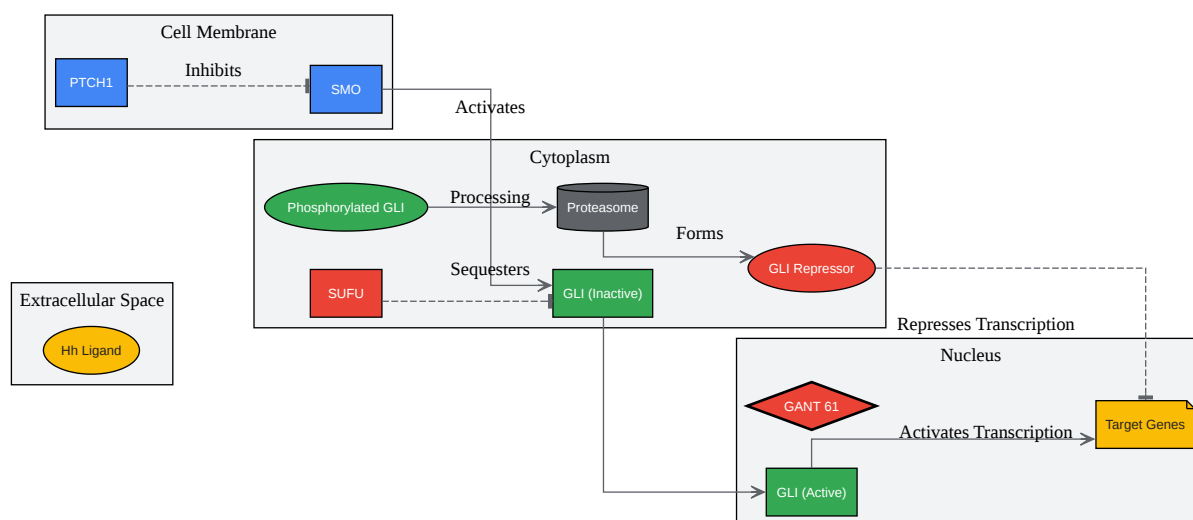 Cell Membrane
PTCH1
Inhibits
SMO
Activates
Cytoplasm
Phosphorylated GLI
Processing
Proteasome
Forms
GLI Repressor
SUFU
Sequesters
GLI (Inactive)
Extracellular Space
Hh Ligand
Represses Transcription
Nucleus
GANT 61
Activates Transcription
Target Genes
GLI (Active)